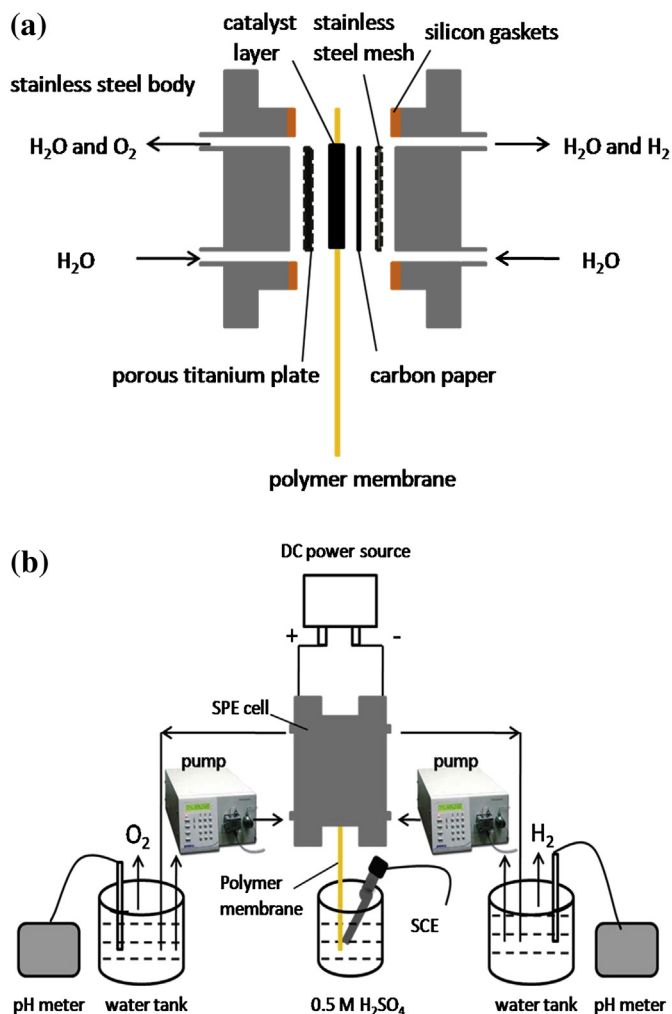 (a)
catalyst layer
stainless steel mesh
silicon gaskets
stainless steel body
H₂O and O₂
H₂O and H₂
H₂O
H₂O
porous titanium plate
carbon paper
polymer membrane
(b)
DC power source
+
-
SPE cell
pump
pump
O₂
H₂
Polymer
membrane
SCE
pH meter
water tank
0.5 M H₂SO₄
water tank
pH meter